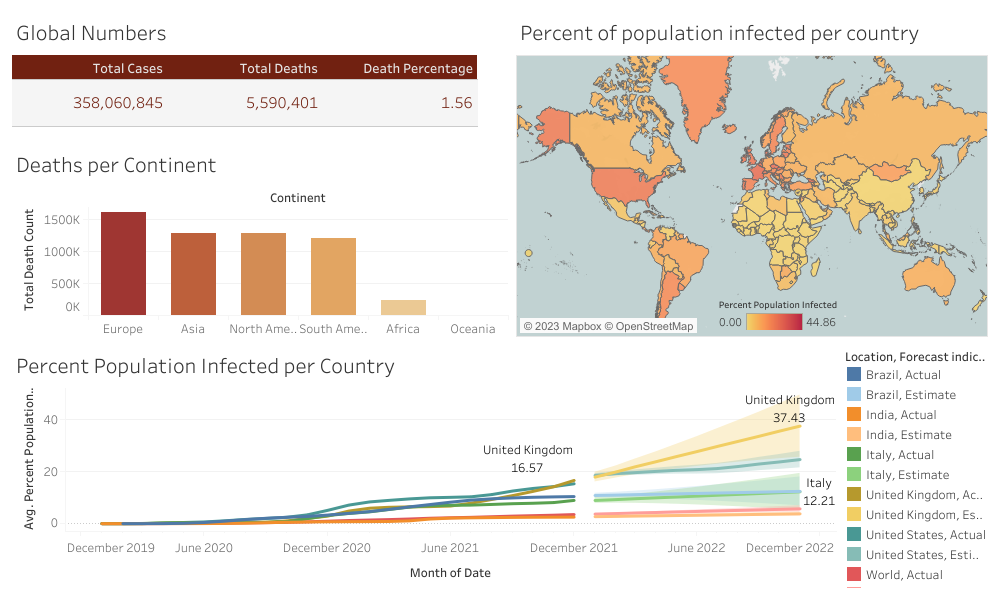 Global Numbers
Total Cases Total Deaths Death Percentage
358,060,845 5,590,401 1.56
Deaths per Continent
Continent
Total Death Count
1500K
1000K
500K
0K
Europe Asia North Ame.. South Ame.. Africa Oceania
Percent of population infected per country
Percent Population Infected
0.00 44.86
© 2023 Mapbox © OpenStreetMap
Percent Population Infected per Country
Avg. Percent Population..
40
20
0
United Kingdom
16.57
United Kingdom
37.43
Italy
12.21
December 2019 June 2020 December 2020 June 2021 December 2021 June 2022 December 2022
Month of Date
Location, Forecast indic..
Brazil, Actual
Brazil, Estimate
India, Actual
India, Estimate
Italy, Actual
Italy, Estimate
United Kingdom, Ac..
United Kingdom, Es..
United States, Actual
United States, Esti..
World, Actual